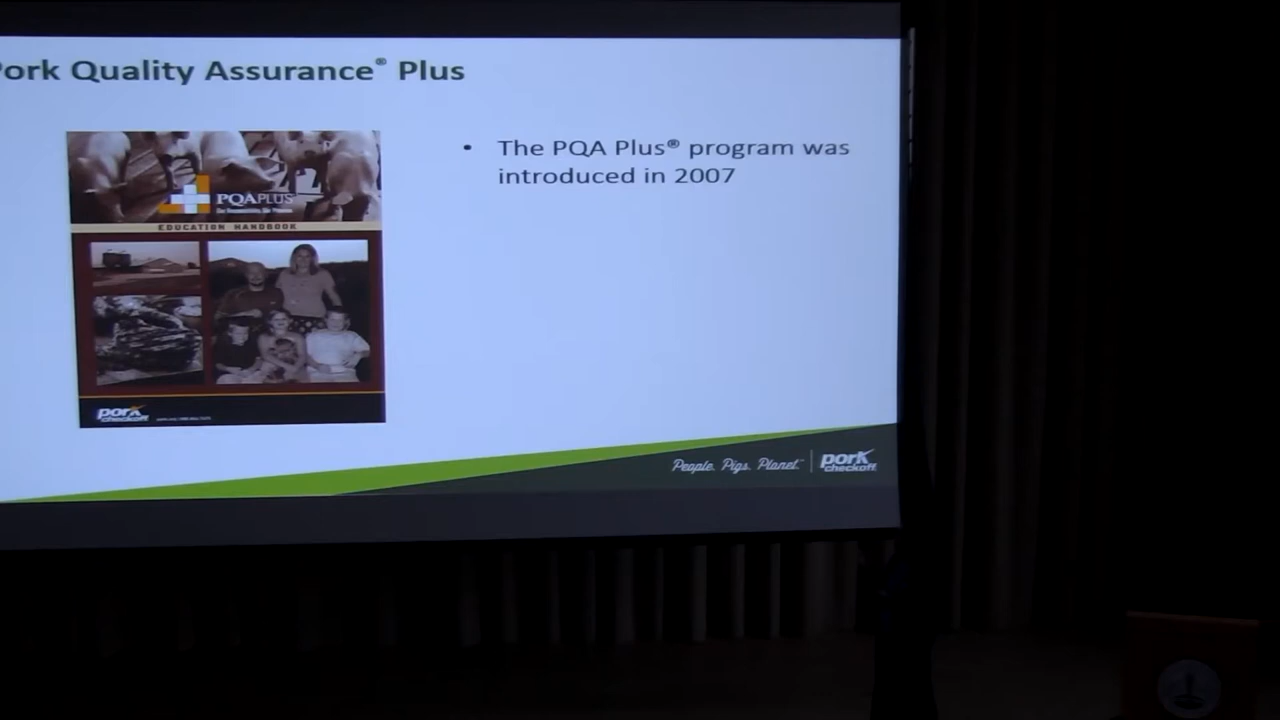 ork Quality Assurance® Plus
• The PQA Plus® program was
introduced in 2007
PQAPLUS
EDUCATION HANDBOOK
pork
checkoff
People. Pigs. Planet.™
pork
checkoff